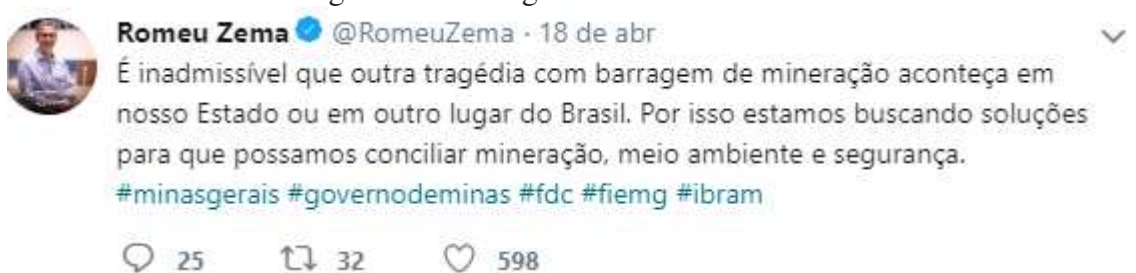 Romeu Zema @RomeuZema · 18 de abr
É inadmissível que outra tragédia com barragem de mineração aconteça em
nosso Estado ou em outro lugar do Brasil. Por isso estamos buscando soluções
para que possamos conciliar mineração, meio ambiente e segurança.
#minasgerais #governodeminas #fdc #fiemg #ibram
25 32 598